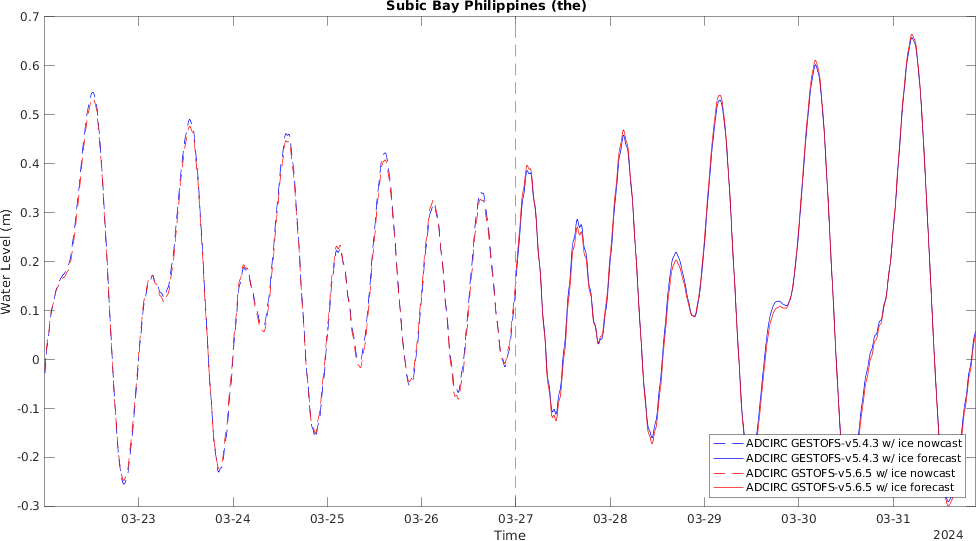 Subic Bay Philippines (the)
0.7
0.6
0.5
0.4
0.3
0.2
0.1
0
-0.1
-0.2
-0.3
Water Level (m)
ADCIRC GESTOFS-v5.4.3 w/ ice nowcast
ADCIRC GESTOFS-v5.4.3 w/ ice forecast
ADCIRC GSTOFS-v5.6.5 w/ ice nowcast
ADCIRC GSTOFS-v5.6.5 w/ ice forecast
03-23 03-24 03-25 03-26 03-27 03-28 03-29 03-30 03-31
Time
2024